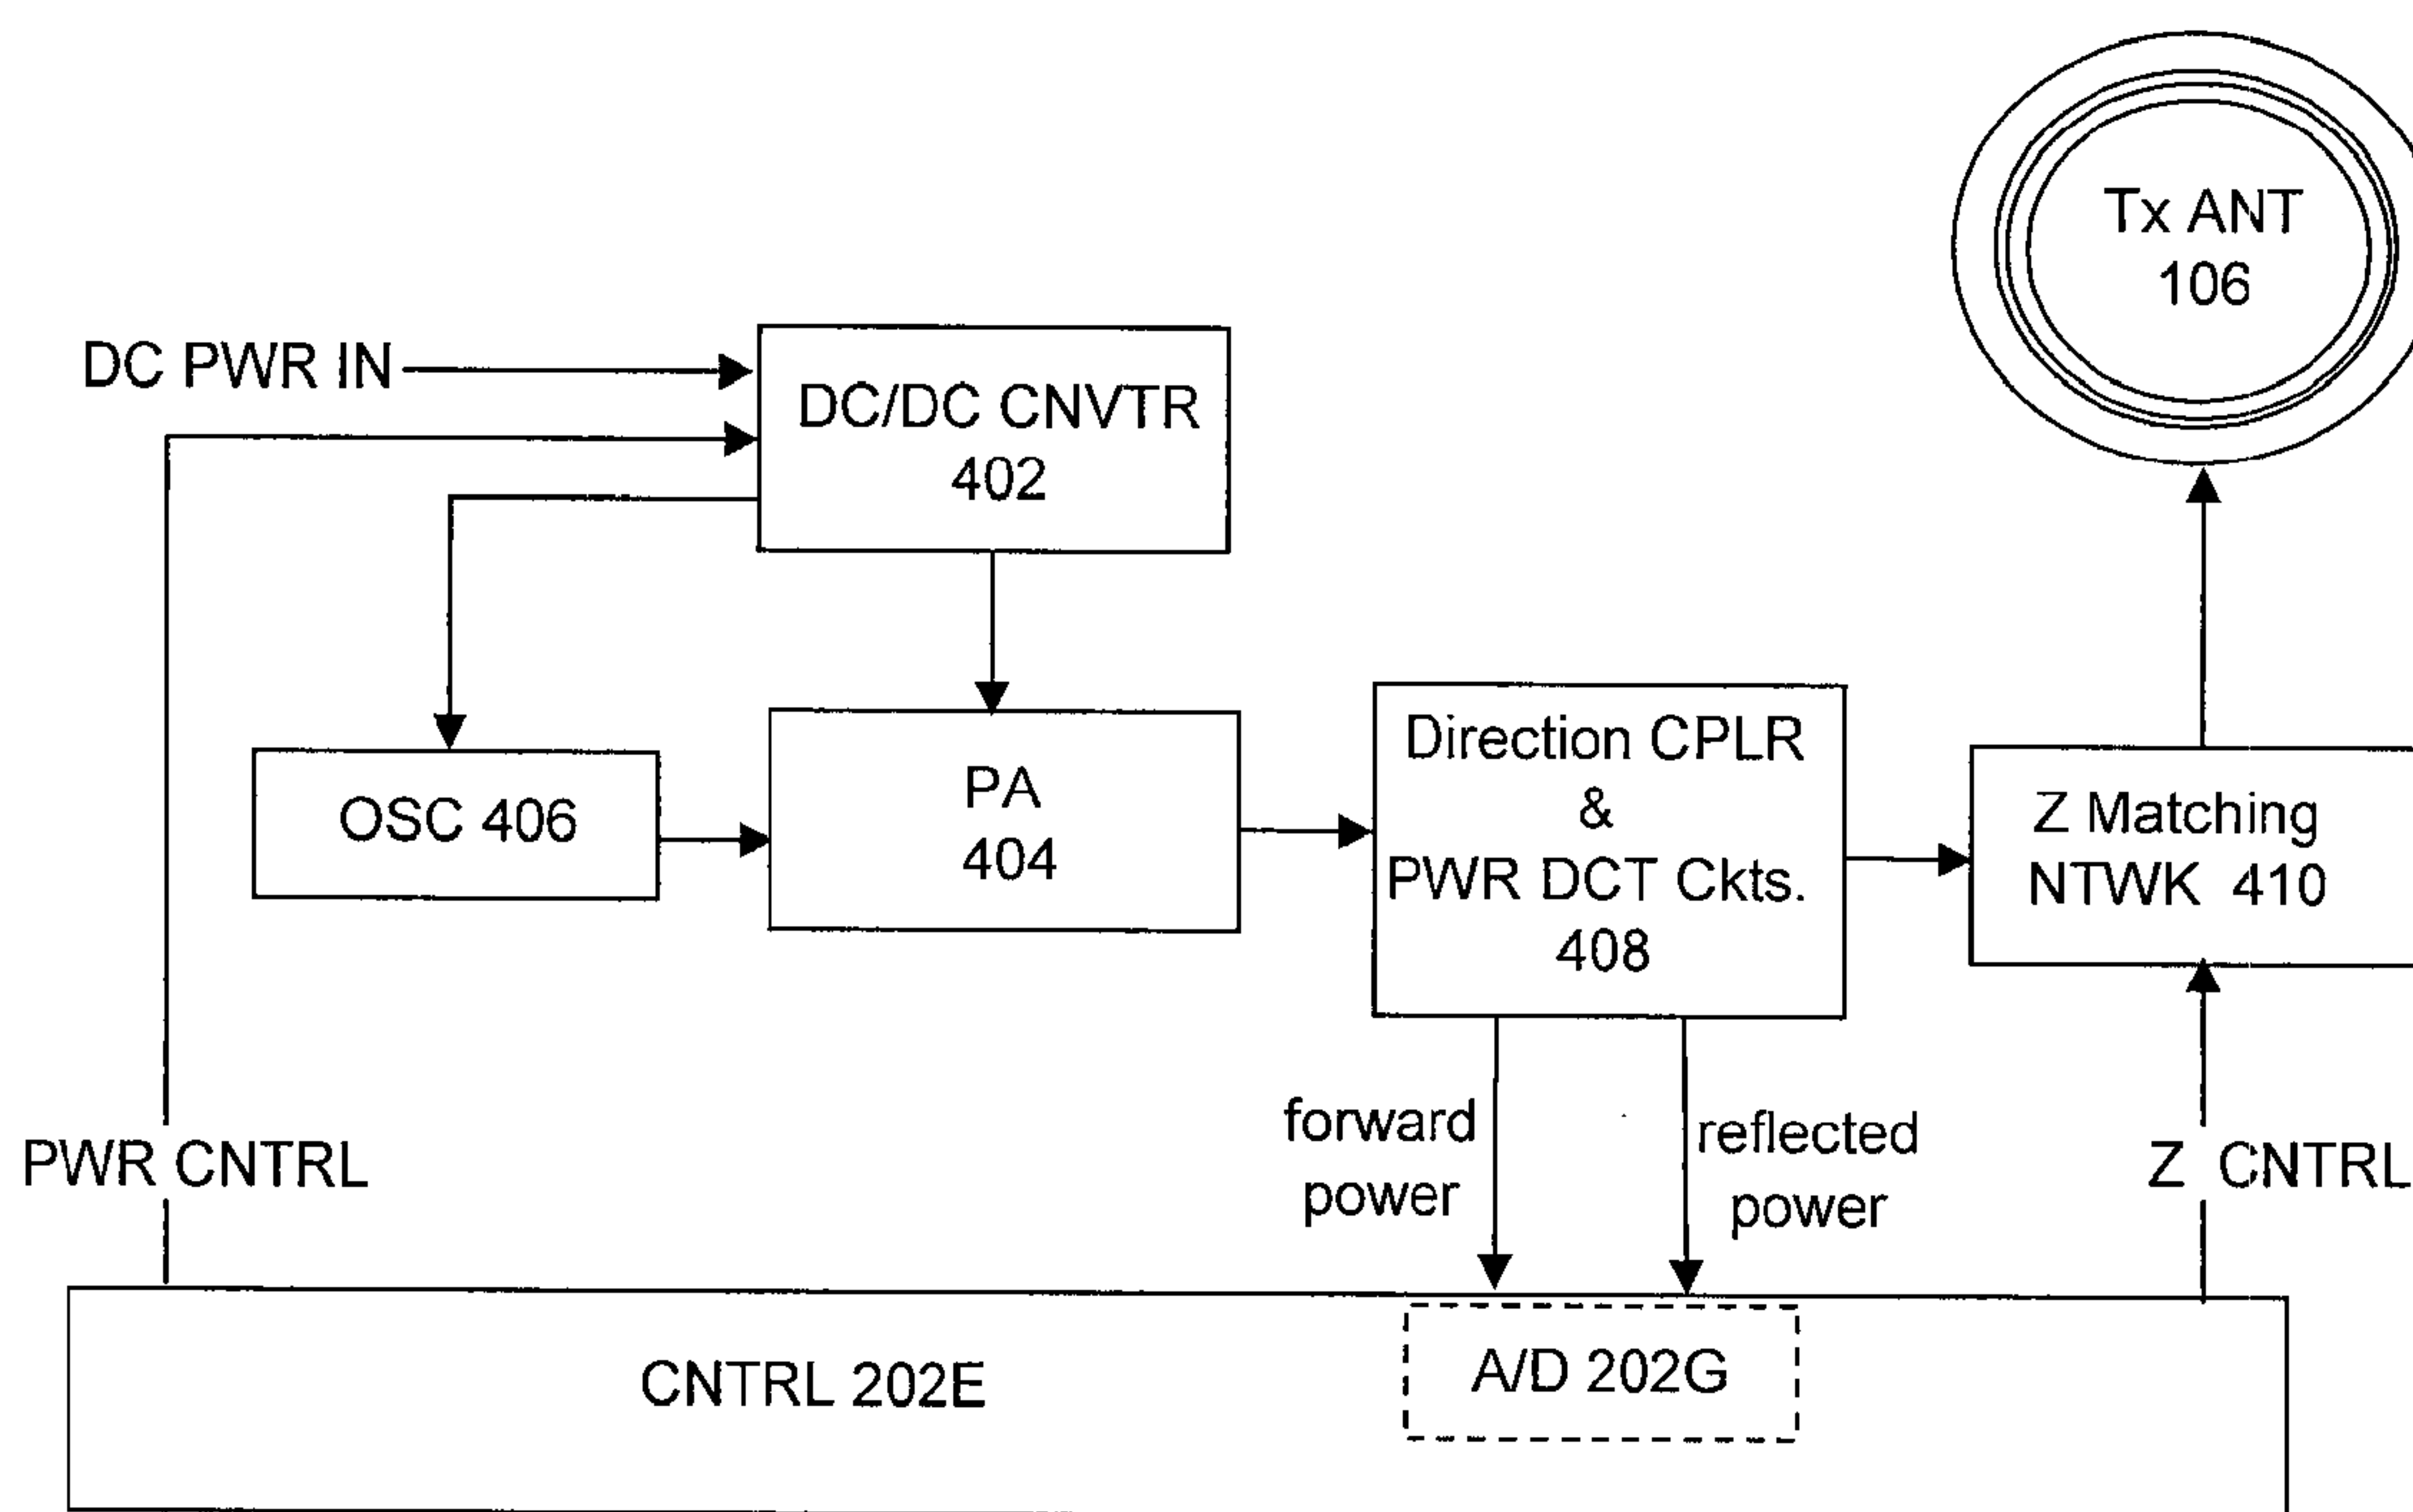 Tx ANT
106
DC PWR IN
DC/DC CNVTR
402
OSC 406
PA
404
Direction CPLR
&
PWR DCT Ckts.
408
Z Matching
NTWK 410
forward
power
reflected
power
PWR CNTRL
Z CNTRL
CNTRL 202E
A/D 202G